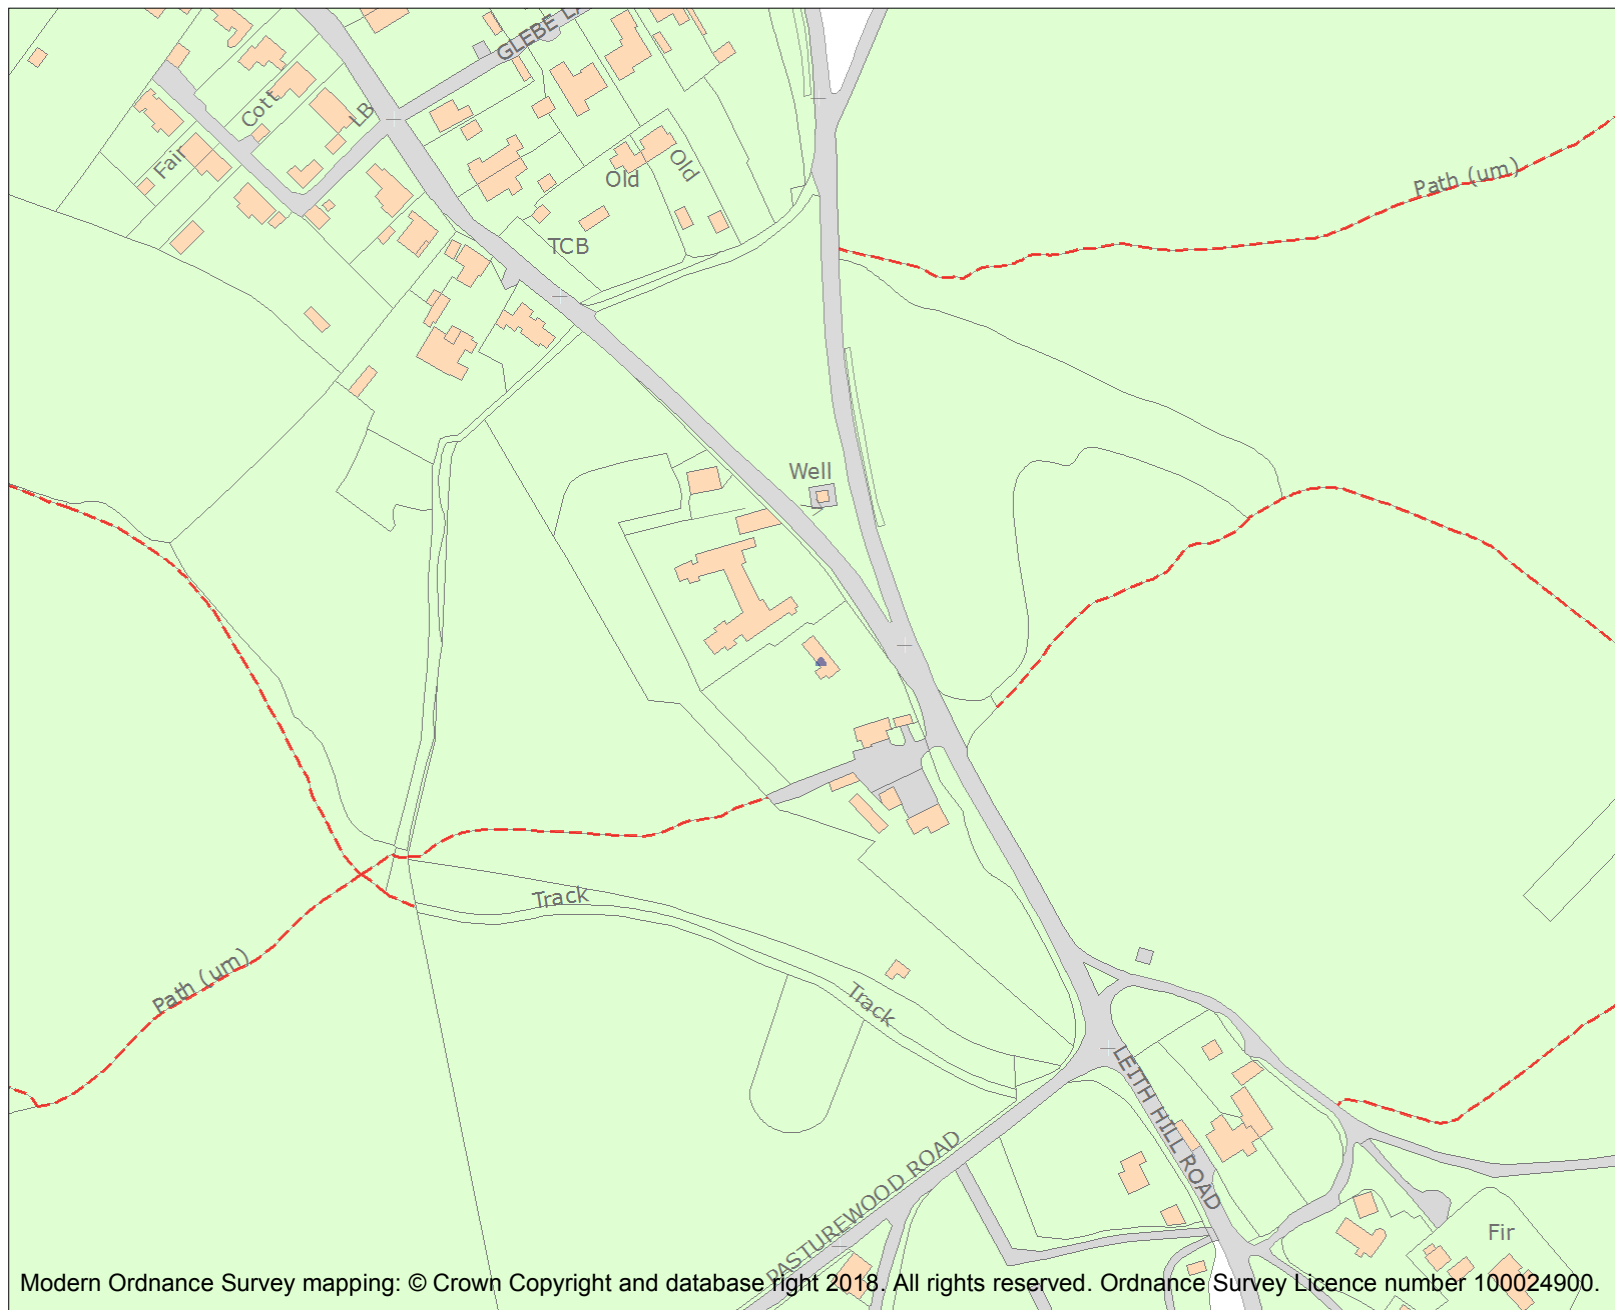 GLEBE LA
Cott
LB
Fair
Old
Old
TCB
Path (um)
Well
Track
Path (um)
Track
LEITH HILL ROAD
PASTUREWOOD ROAD
Fir
Modern Ordnance Survey mapping: © Crown Copyright and database right 2018. All rights reserved. Ordnance Survey Licence number 100024900.